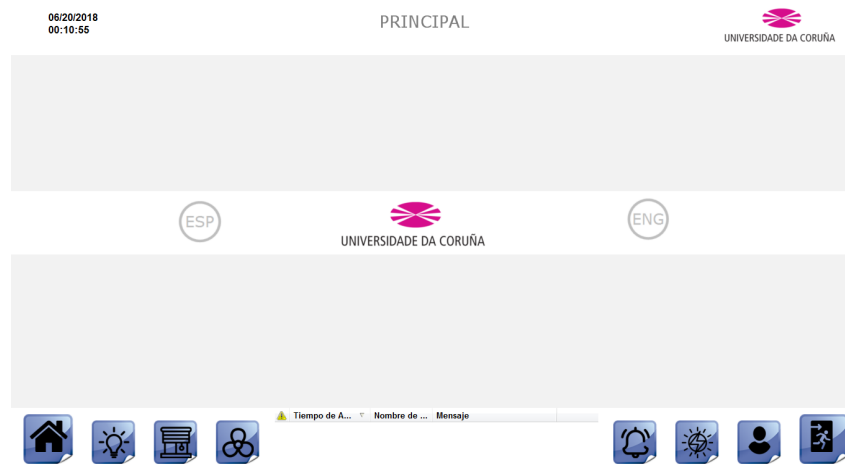 06/20/2018
00:10:55
PRINCIPAL
UNIVERSIDADE DA CORUÑA
ESP
UNIVERSIDADE DA CORUÑA
ENG
Tiempo de A... Nombre de ... Mensaje